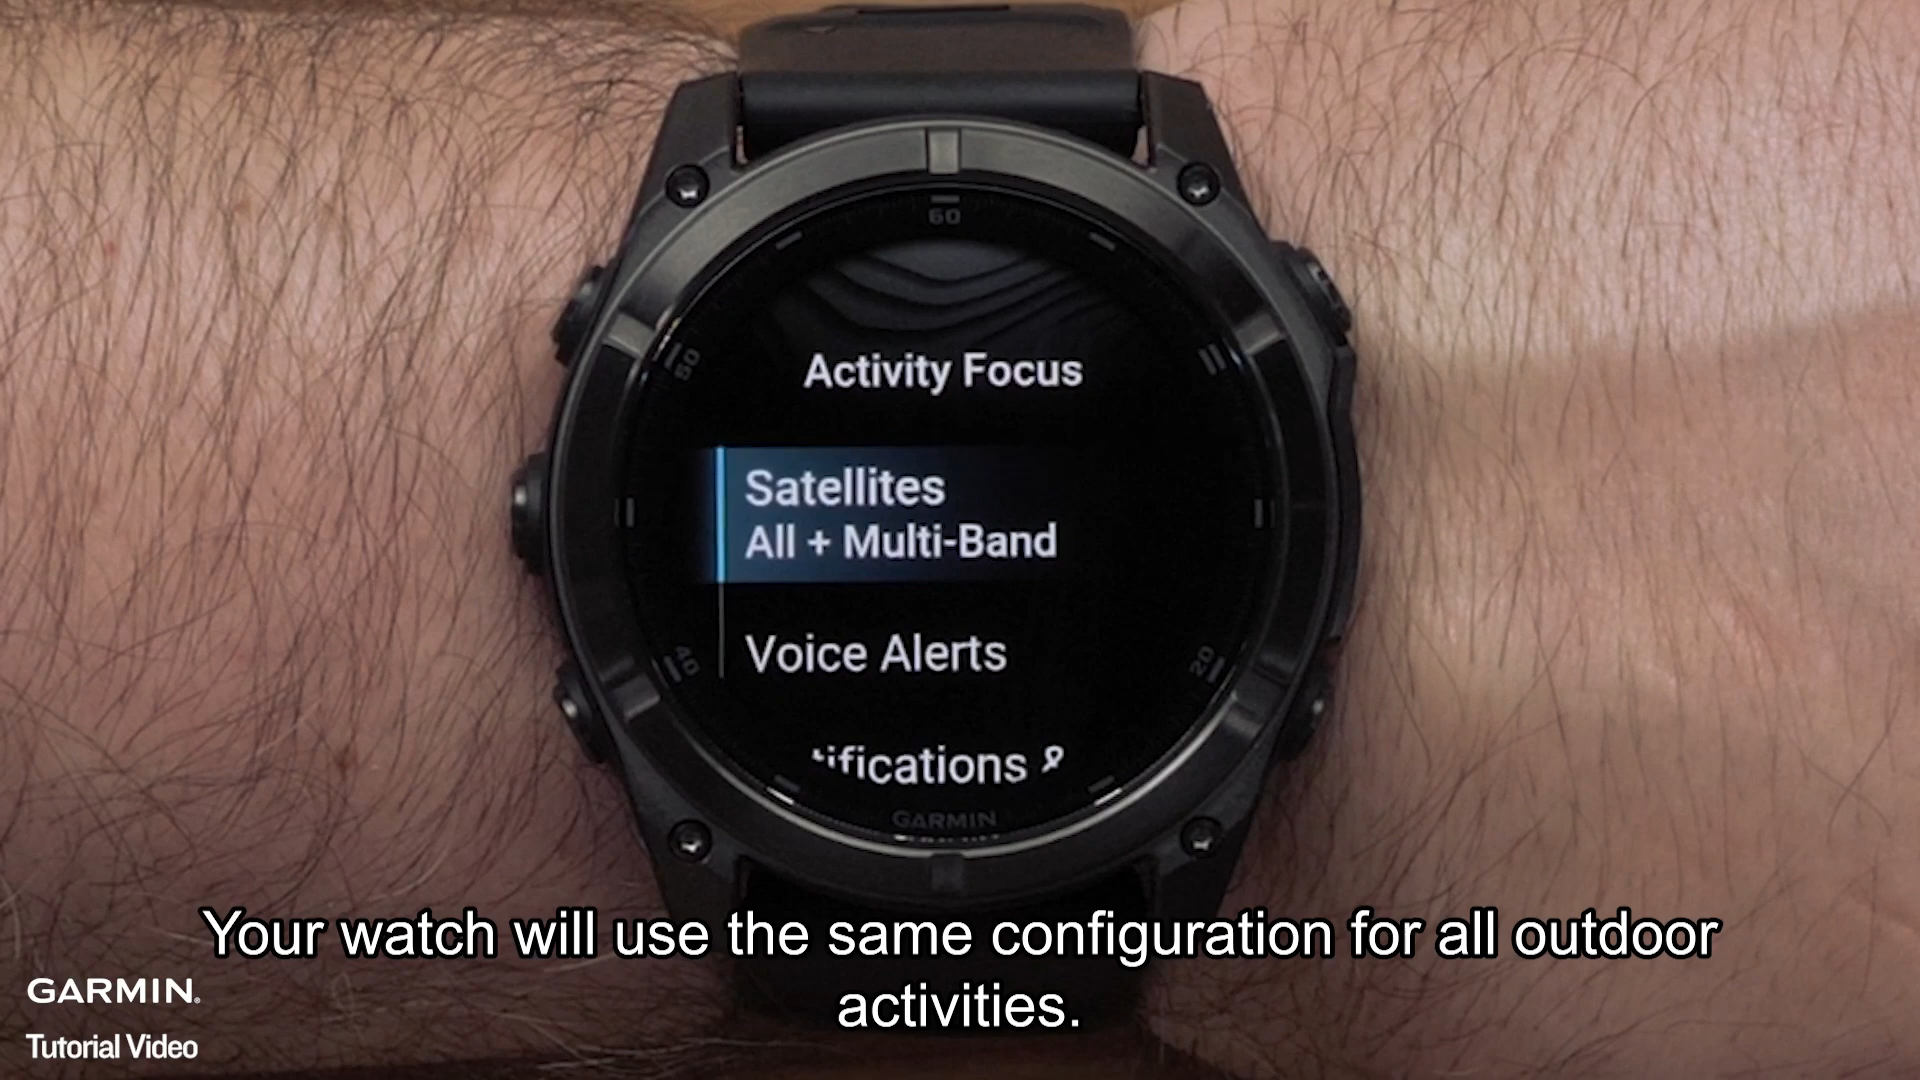 60
50
Activity Focus
Satellites
All + Multi-Band
Voice Alerts
40
20
GARMIN
Your watch will use the same configuration for all outdoor
activities.
GARMIN®
Tutorial Video